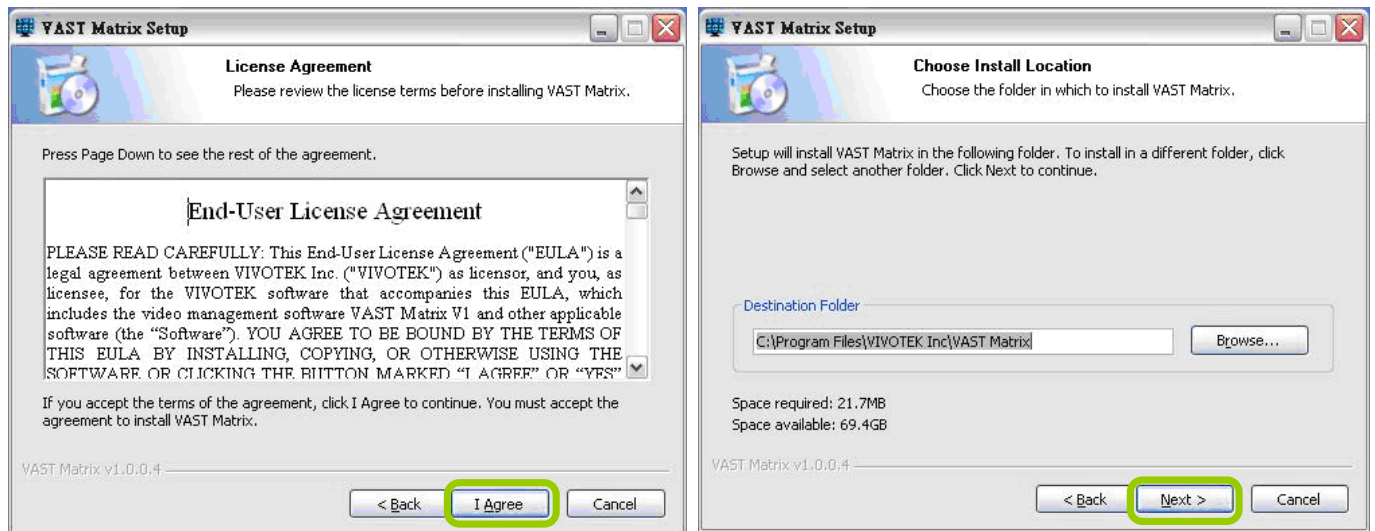 VAST Matrix Setup
License Agreement
Please review the license terms before installing VAST Matrix.
Press Page Down to see the rest of the agreement.
End-User License Agreement
PLEASE READ CAREFULLY: This End-User License Agreement ("EULA") is a
legal agreement between VIVOTEK Inc. ("VIVOTEK") as licensor, and you, as
licensee, for the VIVOTEK software that accompanies this EULA, which
includes the video management software VAST Matrix V1 and other applicable
software (the “Software”). YOU AGREE TO BE BOUND BY THE TERMS OF
THIS EULA BY INSTALLING, COPYING, OR OTHERWISE USING THE
SOFTWARE OR CLICKING THE BUTTON MARKED “I AGREE” OR “YES”
If you accept the terms of the agreement, click I Agree to continue. You must accept the
agreement to install VAST Matrix.
VAST Matrix v1.0.0.4
< Back
I Agree
Cancel
VAST Matrix Setup
Choose Install Location
Choose the folder in which to install VAST Matrix.
Setup will install VAST Matrix in the following folder. To install in a different folder, click
Browse and select another folder. Click Next to continue.
Destination Folder
C:\Program Files\VIVOTEK Inc\VAST Matrix
Browse...
Space required: 21.7MB
Space available: 69.4GB
VAST Matrix v1.0.0.4
< Back
Next >
Cancel